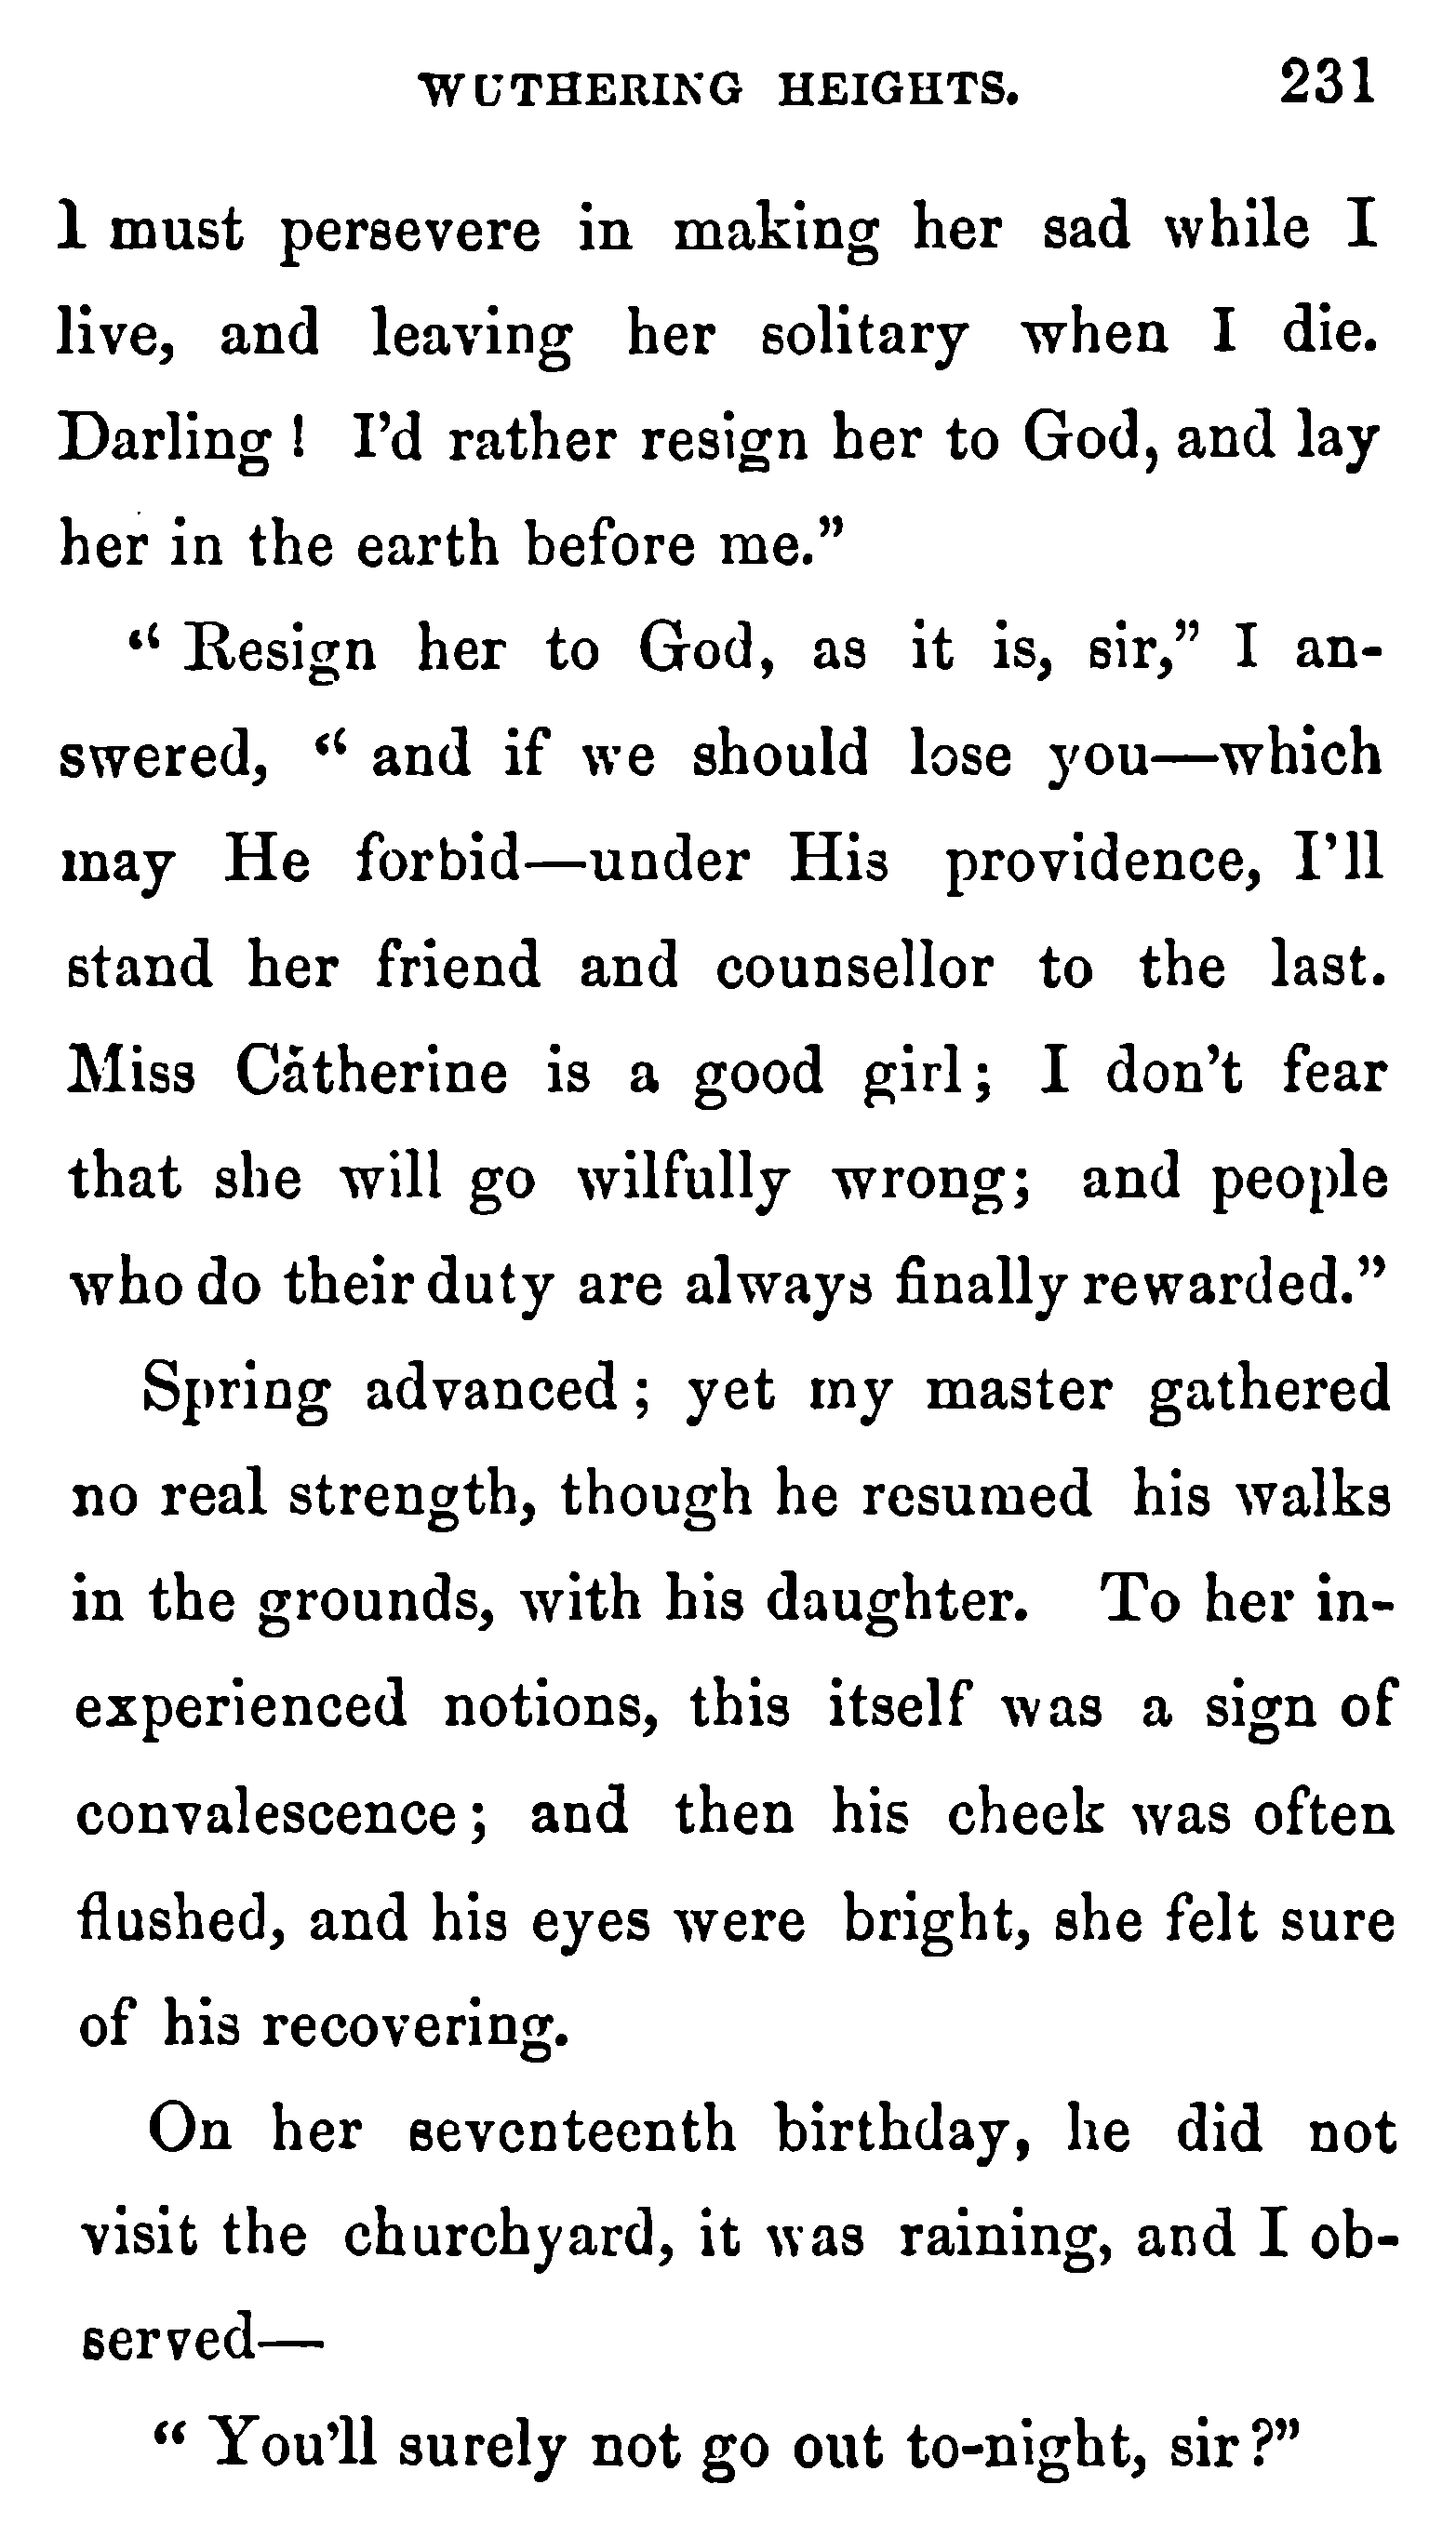 WUTHERING HEIGHTS. 231
I must persevere in making her sad while I
live, and leaving her solitary when I die.
Darling! I'd rather resign her to God, and lay
her in the earth before me."
"Resign her to God, as it is, sir," I an-
swered, "and if we should lose you—which
may He forbid—under His providence, I'll
stand her friend and counsellor to the last.
Miss Catherine is a good girl; I don't fear
that she will go wilfully wrong; and people
who do their duty are always finally rewarded."
Spring advanced; yet my master gathered
no real strength, though he resumed his walks
in the grounds, with his daughter. To her in-
experienced notions, this itself was a sign of
convalescence; and then his cheek was often
flushed, and his eyes were bright, she felt sure
of his recovering.
On her seventeenth birthday, he did not
visit the churchyard, it was raining, and I ob-
served—
"You'll surely not go out to-night, sir?"